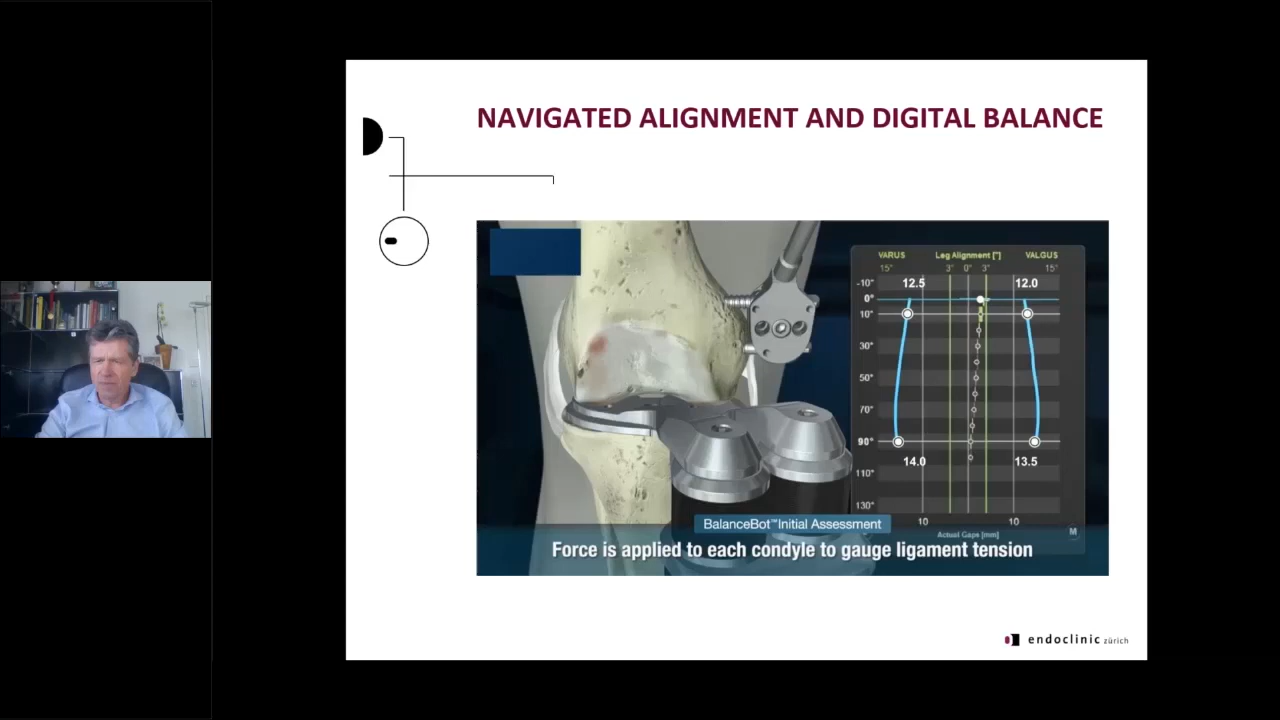 NAVIGATED ALIGNMENT AND DIGITAL BALANCE
VARUS Leg Alignment [°] VALGUS
15° 3° 0° 3° 15°
-10° 12.5 12.0
0°
10°
30°
50°
70°
90°
14.0 13.5
110°
130°
10 10
Actual Gaps [mm] M
BalanceBot™ Initial Assessment
Force is applied to each condyle to gauge ligament tension
endoclinic zürich